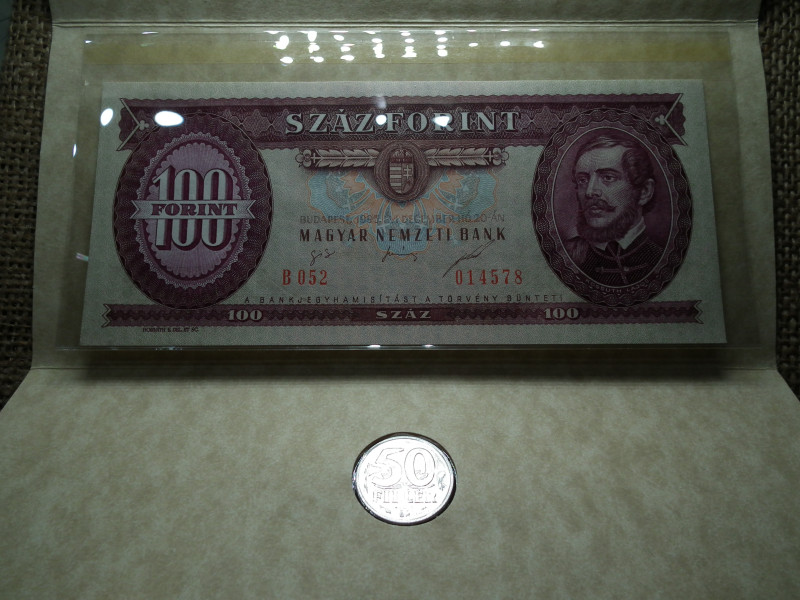 SZÁZ FORINT
100
FORINT
MAGYAR NEMZETI BANK
B 052
014578
A BANKJEGYHAMISÍTÁST A TÖRVÉNY BÜNTETI
100
SZÁZ
100
50
FILLÉR